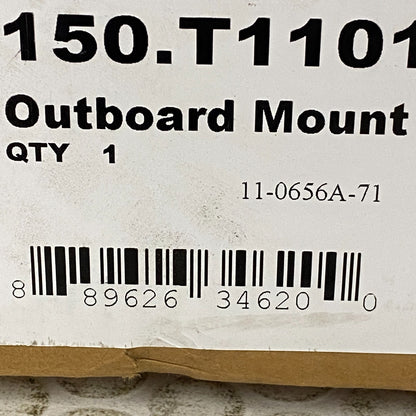 150.T1101
Outboard Mount
QTY 1
11-0656A-71
8 89626 34620 0